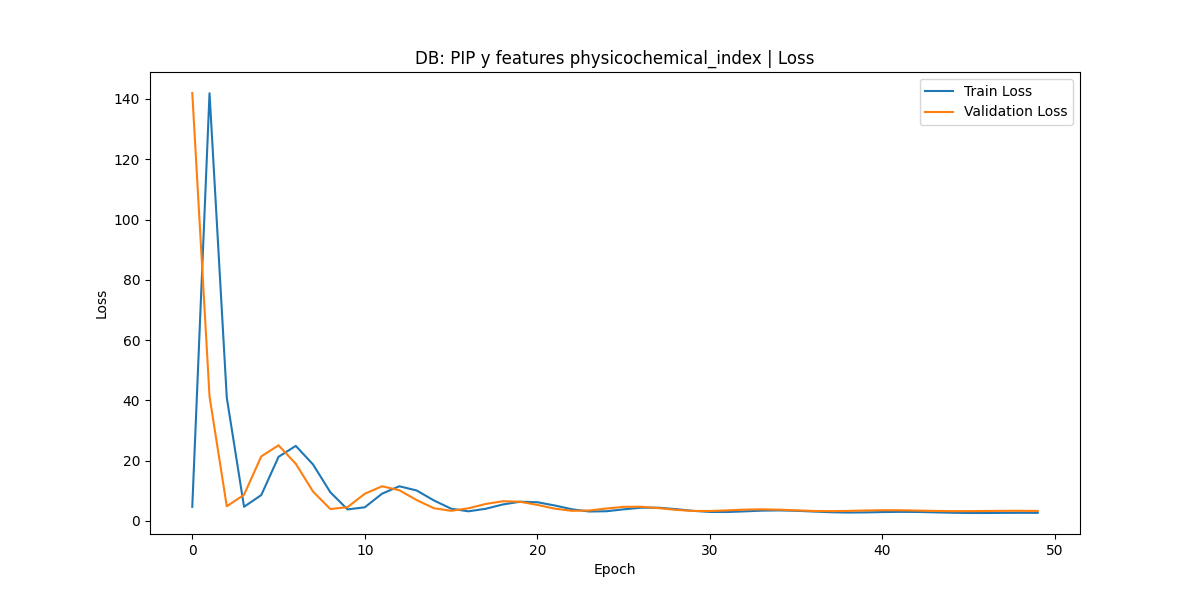 DB: PIP y features physicochemical_index | Loss
Train Loss
Validation Loss
140
120
100
80
60
40
20
0
Loss
0 10 20 30 40 50
Epoch